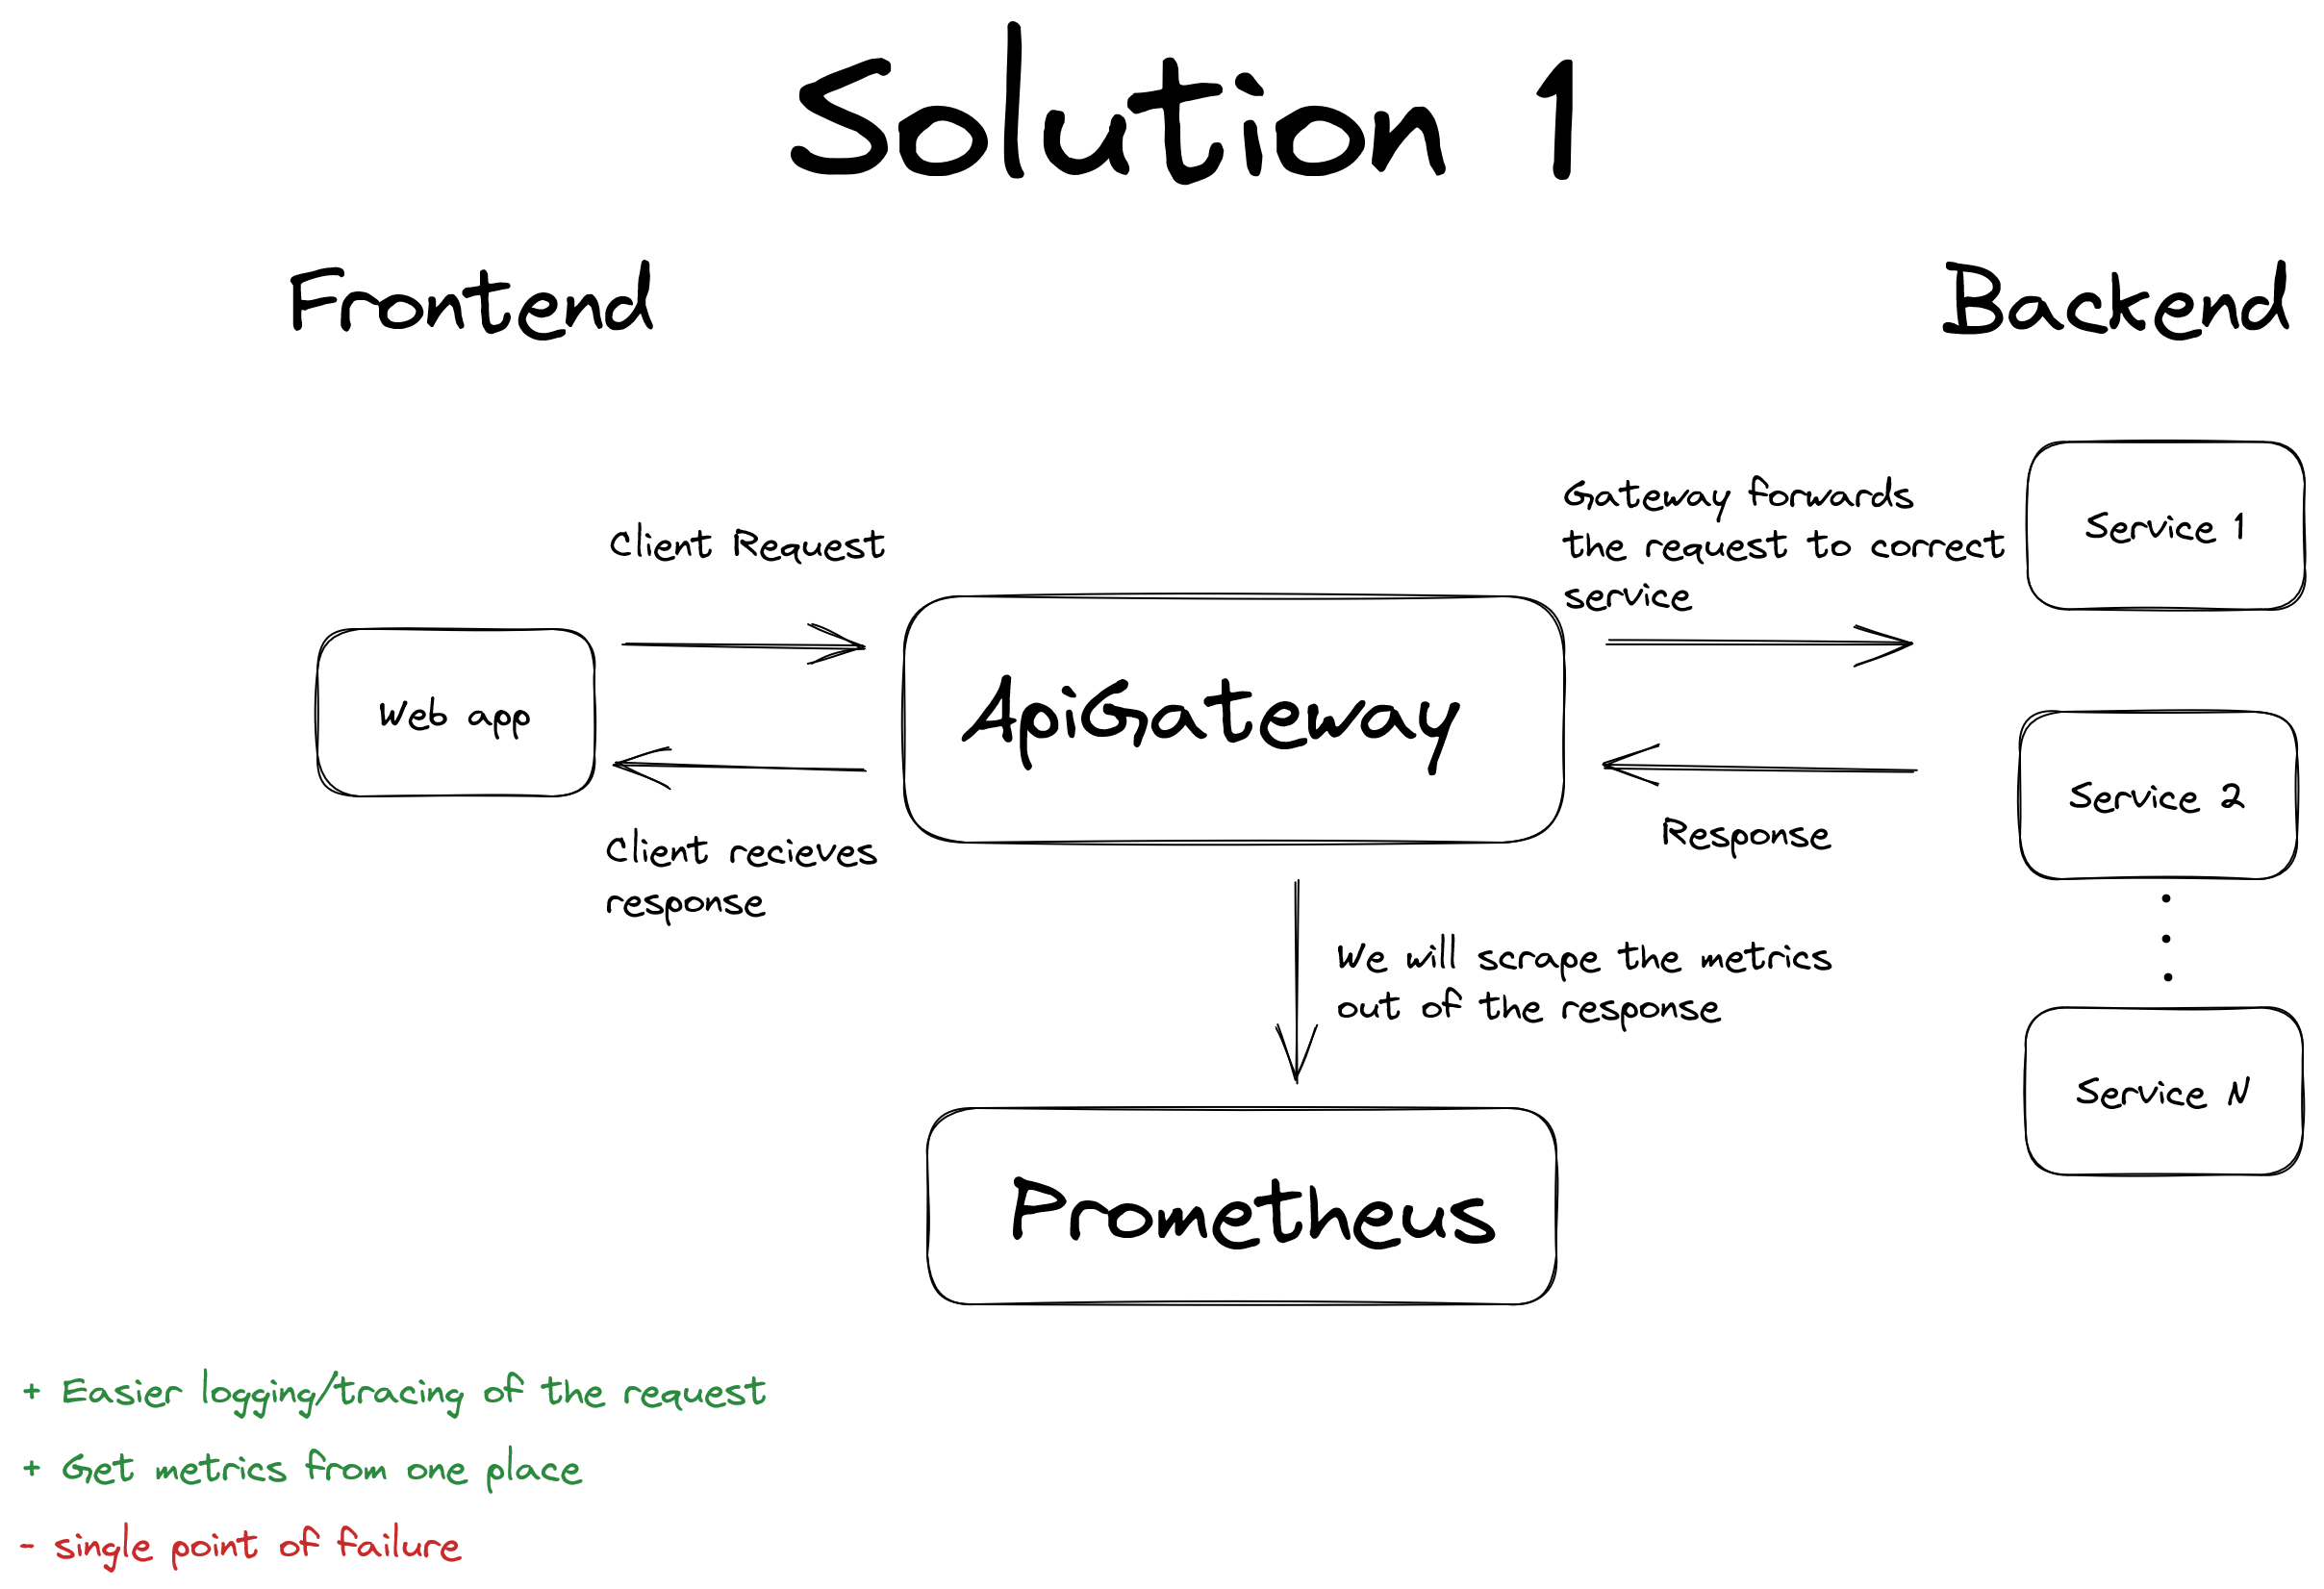 Solution 1
Frontend
Backend
Client Request
Gateway forwards
the request to correct
service
Service 1
Web app
ApiGateway
Service 2
Client recieves
response
Response
We will scrape the metrics
out of the response
Service N
Prometheus
+ Easier logging/tracing of the request
+ Get metrics from one place
- single point of failure